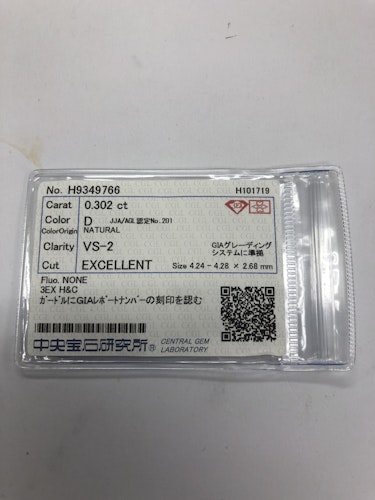 No. H9349766 H101719
Carat 0.302 ct
Color D JJA/AGL認定No.201
ColorOrigin NATURAL
Clarity VS-2 GIAグレーディング
システムに準拠
Cut EXCELLENT Size 4.24 - 4.28 × 2.68 mm
Fluo. NONE
3EX H&C
ガードルにGIAレポートナンバーの刻印を認む
中央宝石研究所® CENTRAL GEM
LABORATORY